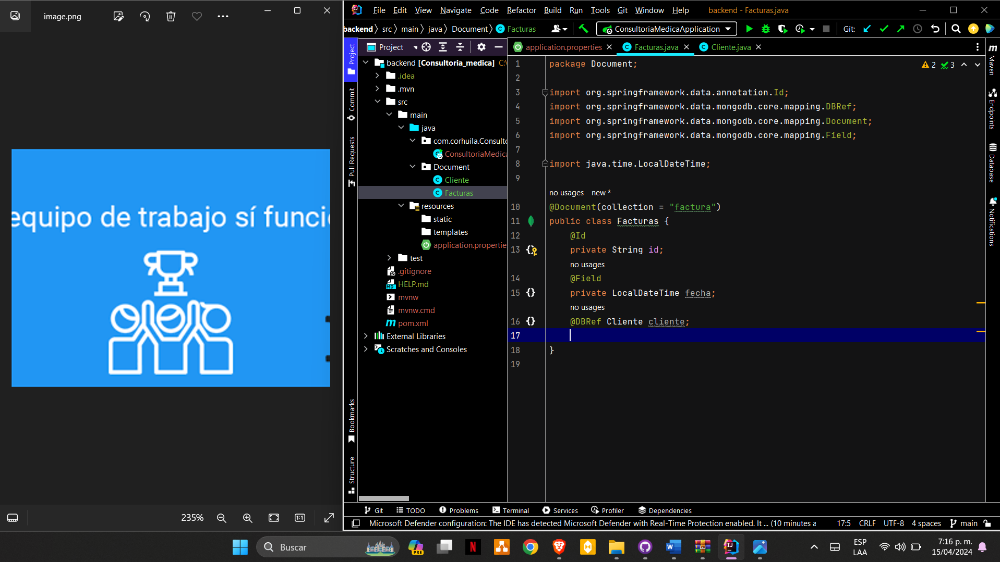 image.png
equipo de trabajo sí funci
235%
File Edit View Navigate Code Refactor Build Run Tools Git Window Help backend - Facturas.java
backend src main java Document Facturas ConsultoriaMedicaApplication Git:
Project
Commit
Pull Requests
Bookmarks
Structure
Project
backend [Consultoria_medica] C:\
.idea
.mvn
src
main
java
com.corhuila.Consulto
ConsultoriaMedica
Document
Cliente
Facturas
resources
static
templates
application.propertie
test
.gitignore
HELP.md
mvnw
mvnw.cmd
pom.xml
External Libraries
Scratches and Consoles
application.properties Facturas.java Cliente.java
2 3
1 package Document;
2
3 import org.springframework.data.annotation.Id;
4 import org.springframework.data.mongodb.core.mapping.DBRef;
5 import org.springframework.data.mongodb.core.mapping.Document;
6 import org.springframework.data.mongodb.core.mapping.Field;
7
8 import java.time.LocalDateTime;
9
no usages new *
10 @Document(collection = "factura")
11 public class Facturas {
12 @Id
13 private String id;
no usages
14 @Field
15 private LocalDateTime fecha;
no usages
16 @DBRef Cliente cliente;
17
18 }
19
Maven
Endpoints
Database
Notifications
Git TODO Problems Terminal Services Profiler Dependencies
Microsoft Defender configuration: The IDE has detected Microsoft Defender with Real-Time Protection enabled. It ... (10 minutes a 17:5 CRLF UTF-8 4 spaces main
Buscar
PRE
ESP
LAA
7:16 p. m.
15/04/2024